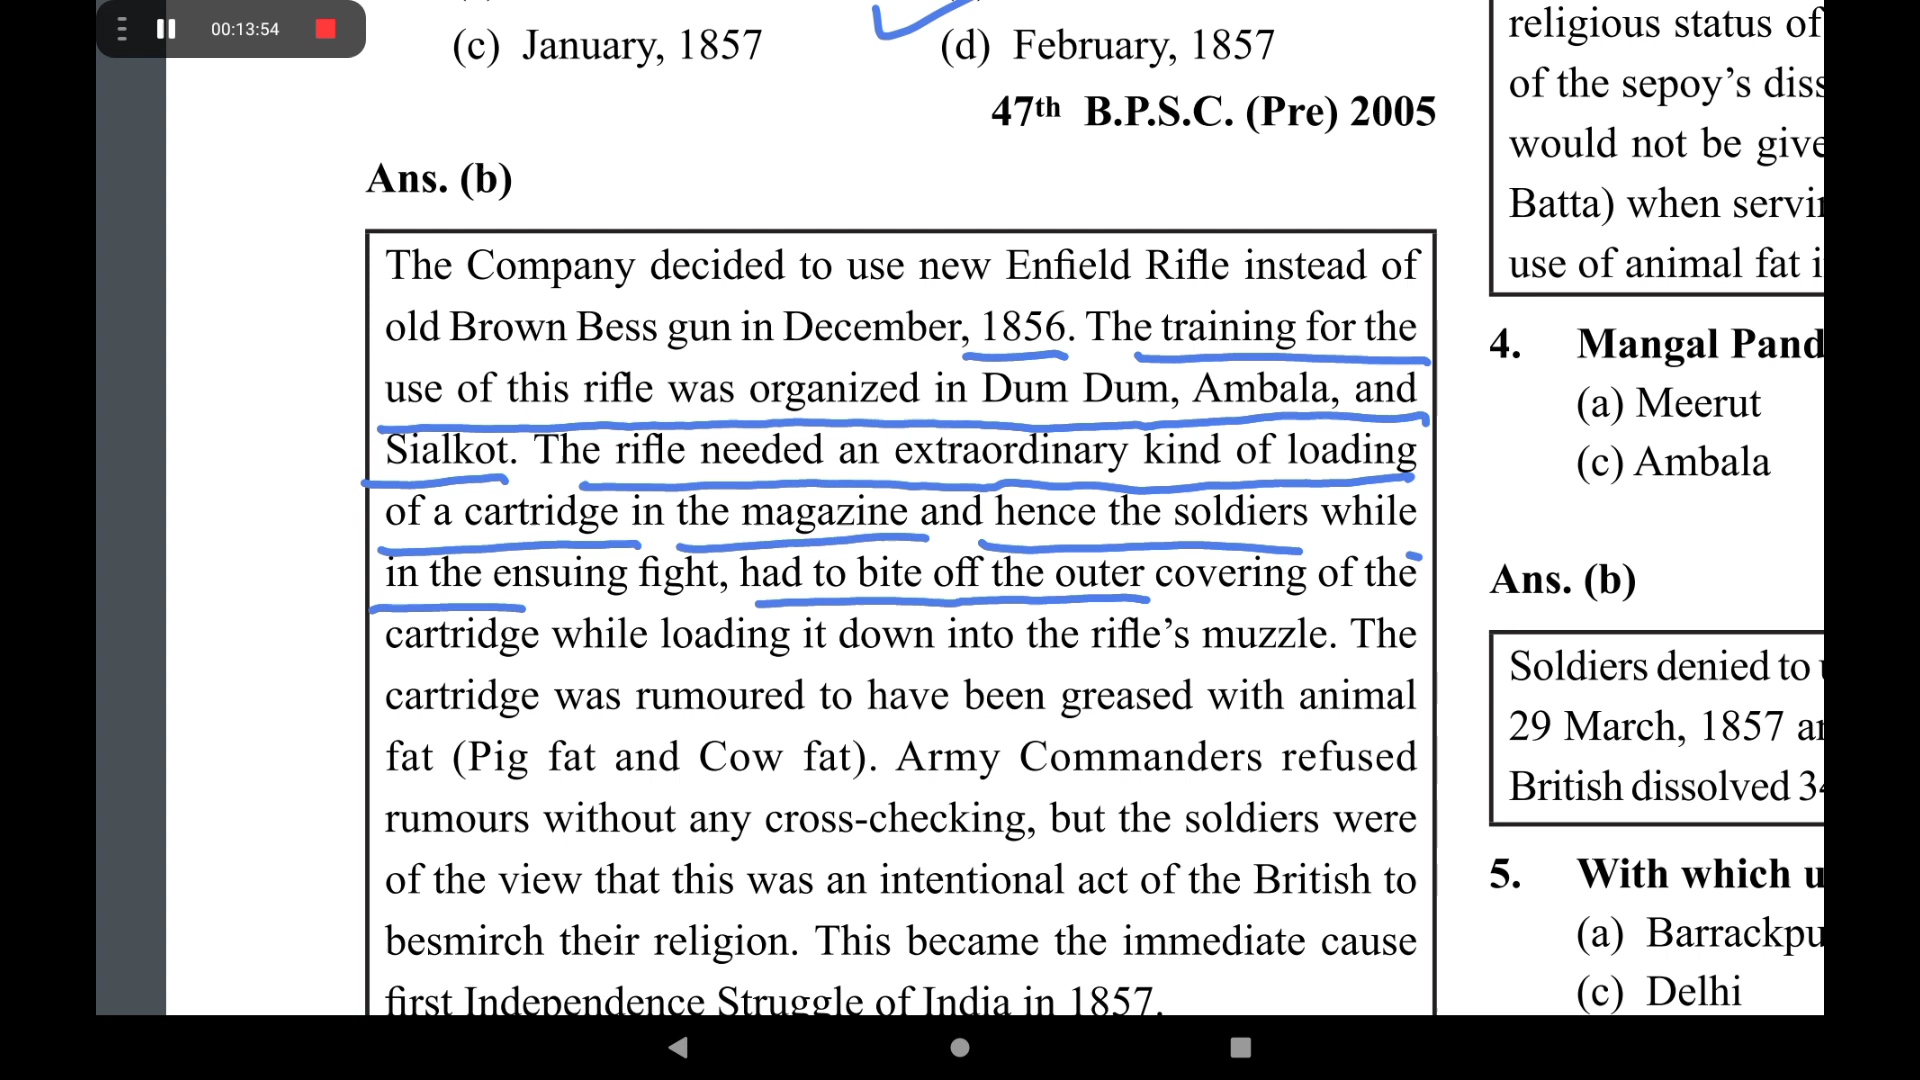 00:13:54
(c) January, 1857 (d) February, 1857
47th B.P.S.C. (Pre) 2005
Ans. (b)
The Company decided to use new Enfield Rifle instead of
old Brown Bess gun in December, 1856. The training for the
use of this rifle was organized in Dum Dum, Ambala, and
Sialkot. The rifle needed an extraordinary kind of loading
of a cartridge in the magazine and hence the soldiers while
in the ensuing fight, had to bite off the outer covering of the
cartridge while loading it down into the rifle's muzzle. The
cartridge was rumoured to have been greased with animal
fat (Pig fat and Cow fat). Army Commanders refused
rumours without any cross-checking, but the soldiers were
of the view that this was an intentional act of the British to
besmirch their religion. This became the immediate cause
first Independence Struggle of India in 1857.
religious status of
of the sepoy's diss
would not be give
Batta) when servin
use of animal fat i
4. Mangal Pand
(a) Meerut
(c) Ambala
Ans. (b)
Soldiers denied to
29 March, 1857 a
British dissolved 3
5. With which u
(a) Barrackpu
(c) Delhi